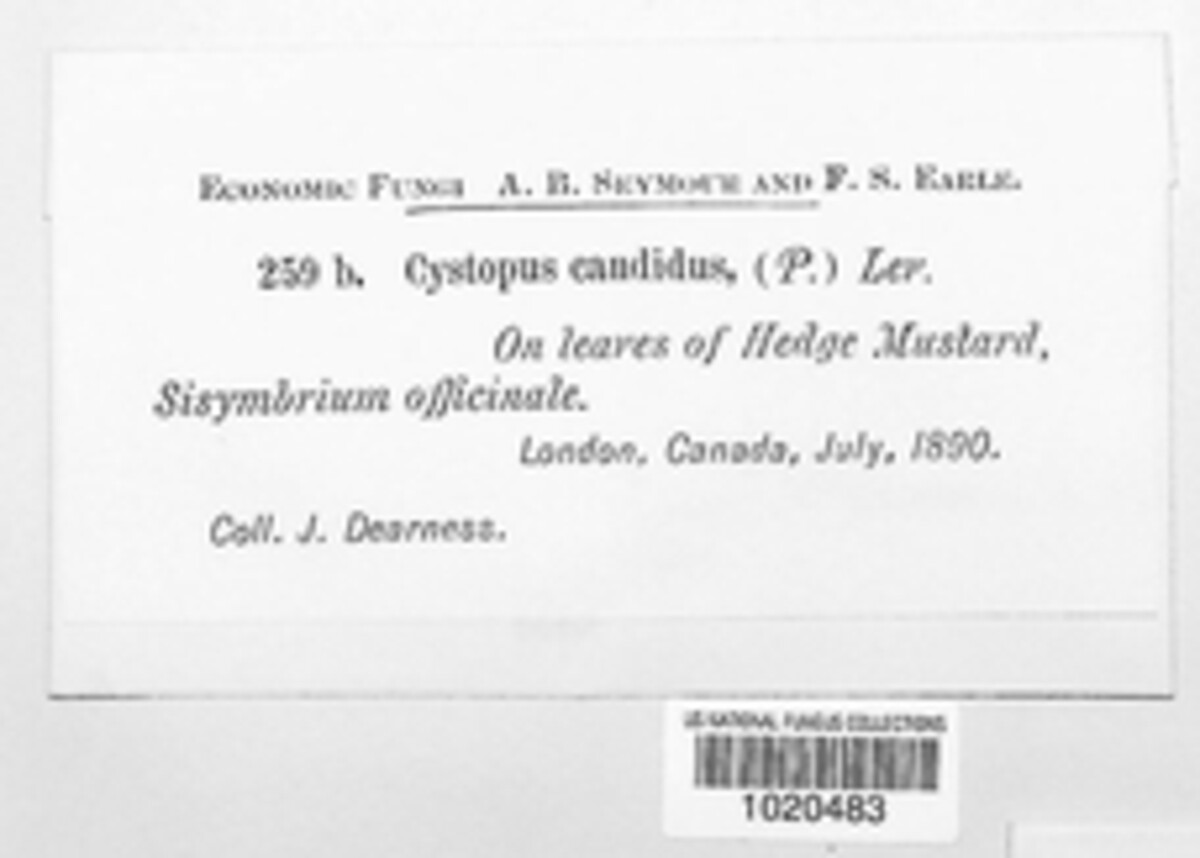 Economic Fungi A. B. Seymour and F. S. Earle.
259 b. Cystopus candidus, (P.) Lev.
On leaves of Hedge Mustard,
Sisymbrium officinale.
London, Canada, July, 1890.
Coll. J. Dearness.
US NATIONAL FUNGUS COLLECTIONS
1020483